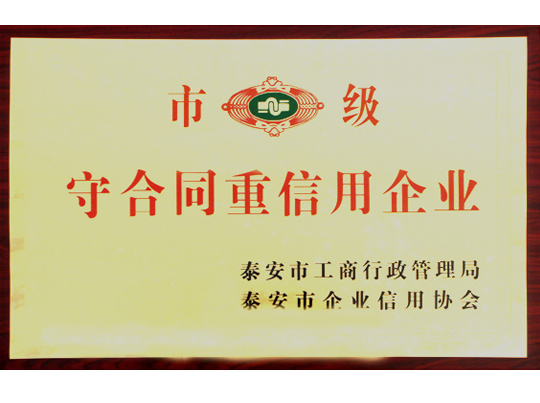 市 级
守合同重信用企业
泰安市工商行政管理局
泰安市企业信用协会